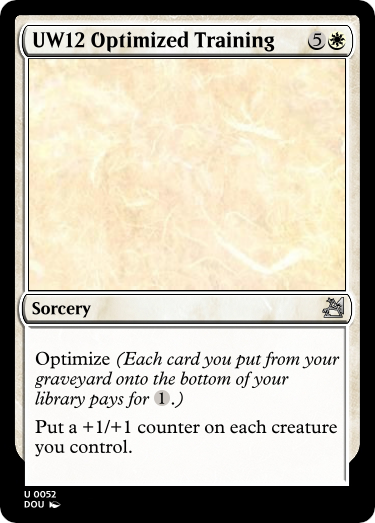 UW12 Optimized Training 5
Sorcery
Optimize (Each card you put from your
graveyard onto the bottom of your
library pays for 1.)
Put a +1/+1 counter on each creature
you control.
U 0052
DOU